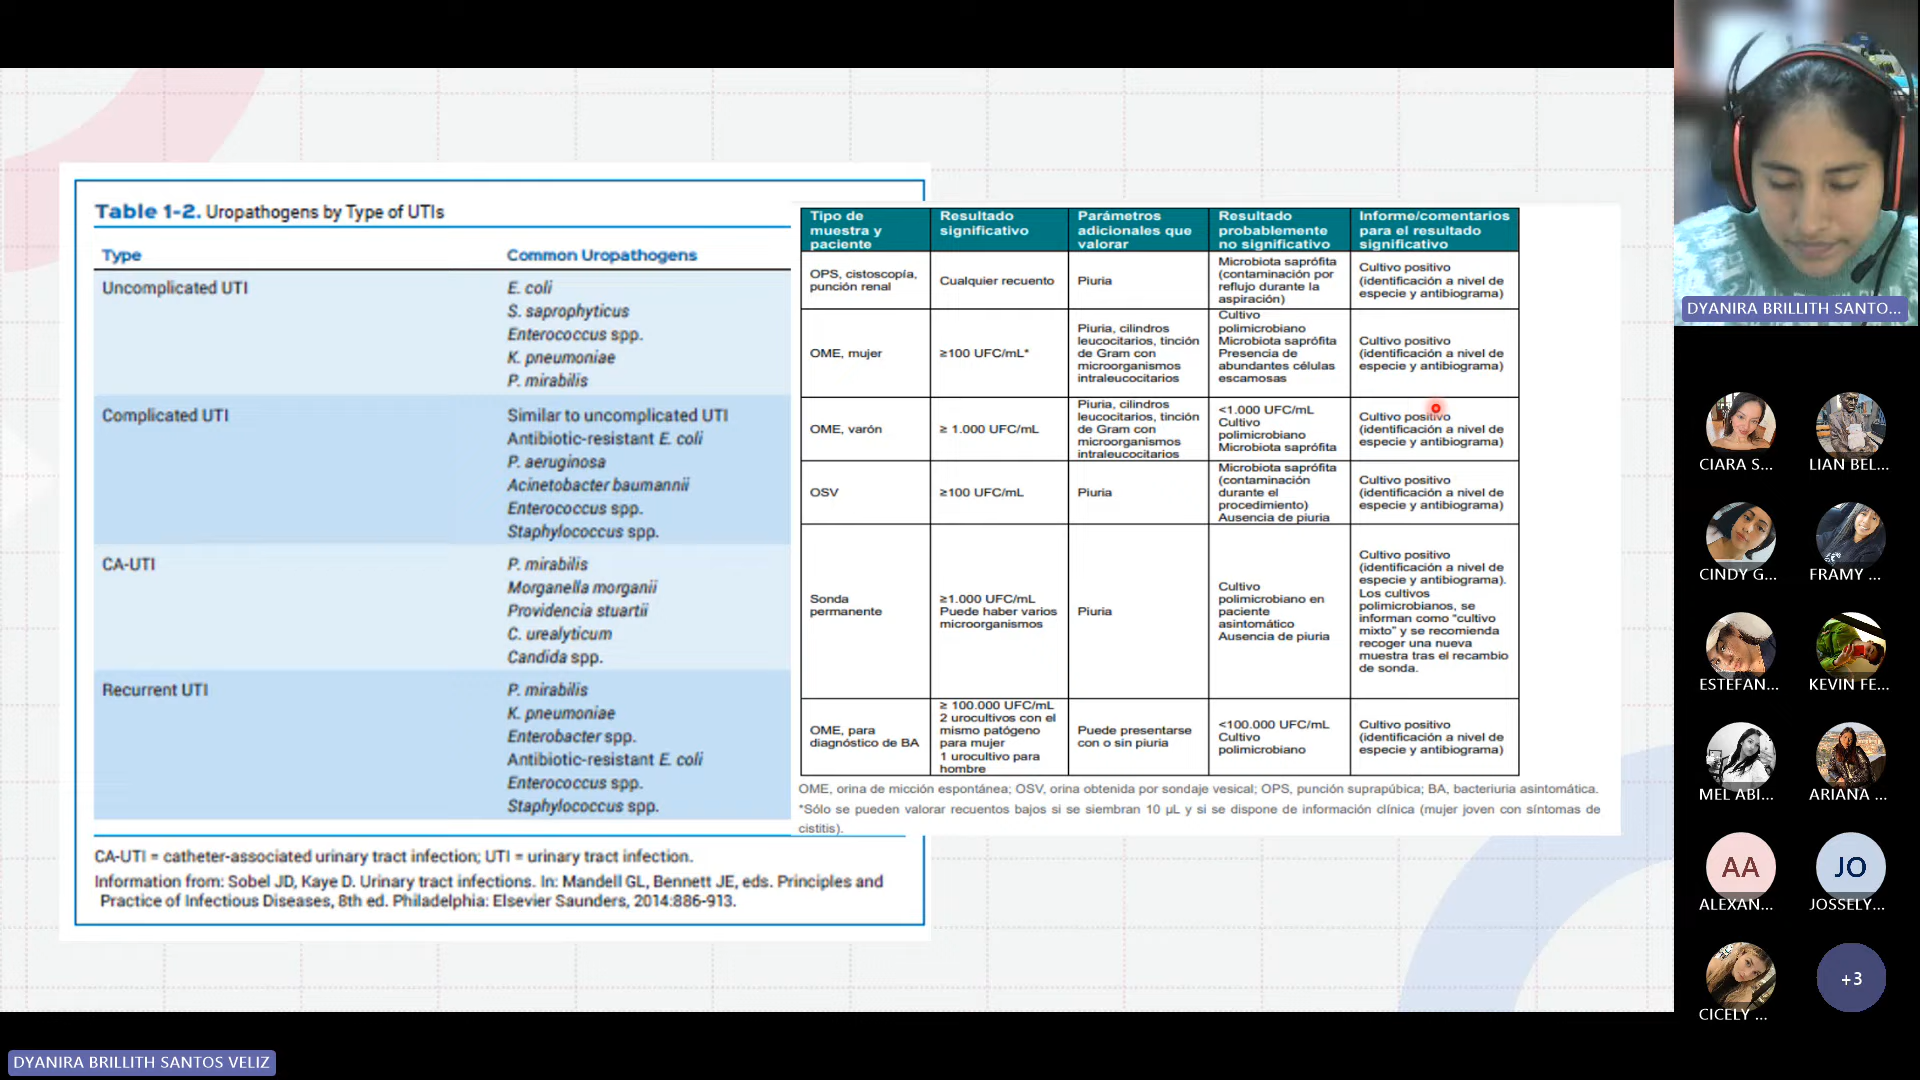 Table 1-2. Uropathogens by Type of UTIs
Type
Common Uropathogens
Uncomplicated UTI
E. coli
S. saprophyticus
Enterococcus spp.
K. pneumoniae
P. mirabilis
Complicated UTI
Similar to uncomplicated UTI
Antibiotic-resistant E. coli
P. aeruginosa
Acinetobacter baumannii
Enterococcus spp.
Staphylococcus spp.
CA-UTI
P. mirabilis
Morganella morganii
Providencia stuartii
C. urealyticum
Candida spp.
Recurrent UTI
P. mirabilis
K. pneumoniae
Enterobacter spp.
Antibiotic-resistant E. coli
Enterococcus spp.
Staphylococcus spp.
CA-UTI = catheter-associated urinary tract infection; UTI = urinary tract infection.
Information from: Sobel JD, Kaye D. Urinary tract infections. In: Mandell GL, Bennett JE, eds. Principles and
Practice of Infectious Diseases, 8th ed. Philadelphia: Elsevier Saunders, 2014:886-913.
Tipo de
muestra y
paciente
Resultado
significativo
Parámetros
adicionales que
valorar
Resultado
probablemente
no significativo
Informe/comentarios
para el resultado
significativo
OPS, cistoscopía,
punción renal
Cualquier recuento
Piuria
Microbiota saprófita
(contaminación por
reflujo durante la
aspiración)
Cultivo positivo
(identificación a nivel de
especie y antibiograma)
OME, mujer
≥100 UFC/mL*
Piuria, cilindros
leucocitarios, tinción
de Gram con
microorganismos
intraleucocitarios
Cultivo
polimicrobiano
Microbiota saprófita
Presencia de
abundantes células
escamosas
Cultivo positivo
(identificación a nivel de
especie y antibiograma)
OME, varón
≥ 1.000 UFC/mL
Piuria, cilindros
leucocitarios, tinción
de Gram con
microorganismos
intraleucocitarios
<1.000 UFC/mL
Cultivo
polimicrobiano
Microbiota saprófita
Cultivo positivo
(identificación a nivel de
especie y antibiograma)
OSV
≥100 UFC/mL
Piuria
Microbiota saprófita
(contaminación
durante el
procedimiento)
Ausencia de piuria
Cultivo positivo
(identificación a nivel de
especie y antibiograma)
Sonda
permanente
≥1.000 UFC/mL
Puede haber varios
microorganismos
Piuria
Cultivo
polimicrobiano en
paciente
asintomático
Ausencia de piuria
Cultivo positivo
(identificación a nivel de
especie y antibiograma).
Los cultivos
polimicrobianos, se
informan como “cultivo
mixto” y se recomienda
recoger una nueva
muestra tras el recambio
de sonda.
OME, para
diagnóstico de BA
≥ 100.000 UFC/mL
2 urocultivos con el
mismo patógeno
para mujer
1 urocultivo para
hombre
Puede presentarse
con o sin piuria
<100.000 UFC/mL
Cultivo
polimicrobiano
Cultivo positivo
(identificación a nivel de
especie y antibiograma)
OME, orina de micción espontánea; OSV, orina obtenida por sondaje vesical; OPS, punción suprapúbica; BA, bacteriuria asintomática.
*Sólo se pueden valorar recuentos bajos si se siembran 10 µL y si se dispone de información clínica (mujer joven con síntomas de
cistitis).
DYANIRA BRILLITH SANTO...
CIARA S...
LIAN BEL...
CINDY G...
FRAMY ...
ESTEFAN...
KEVIN FE...
MEL ABI...
ARIANA ...
AA
JO
ALEXAN...
JOSSELY...
CICELY ...
+3
DYANIRA BRILLITH SANTOS VELIZ